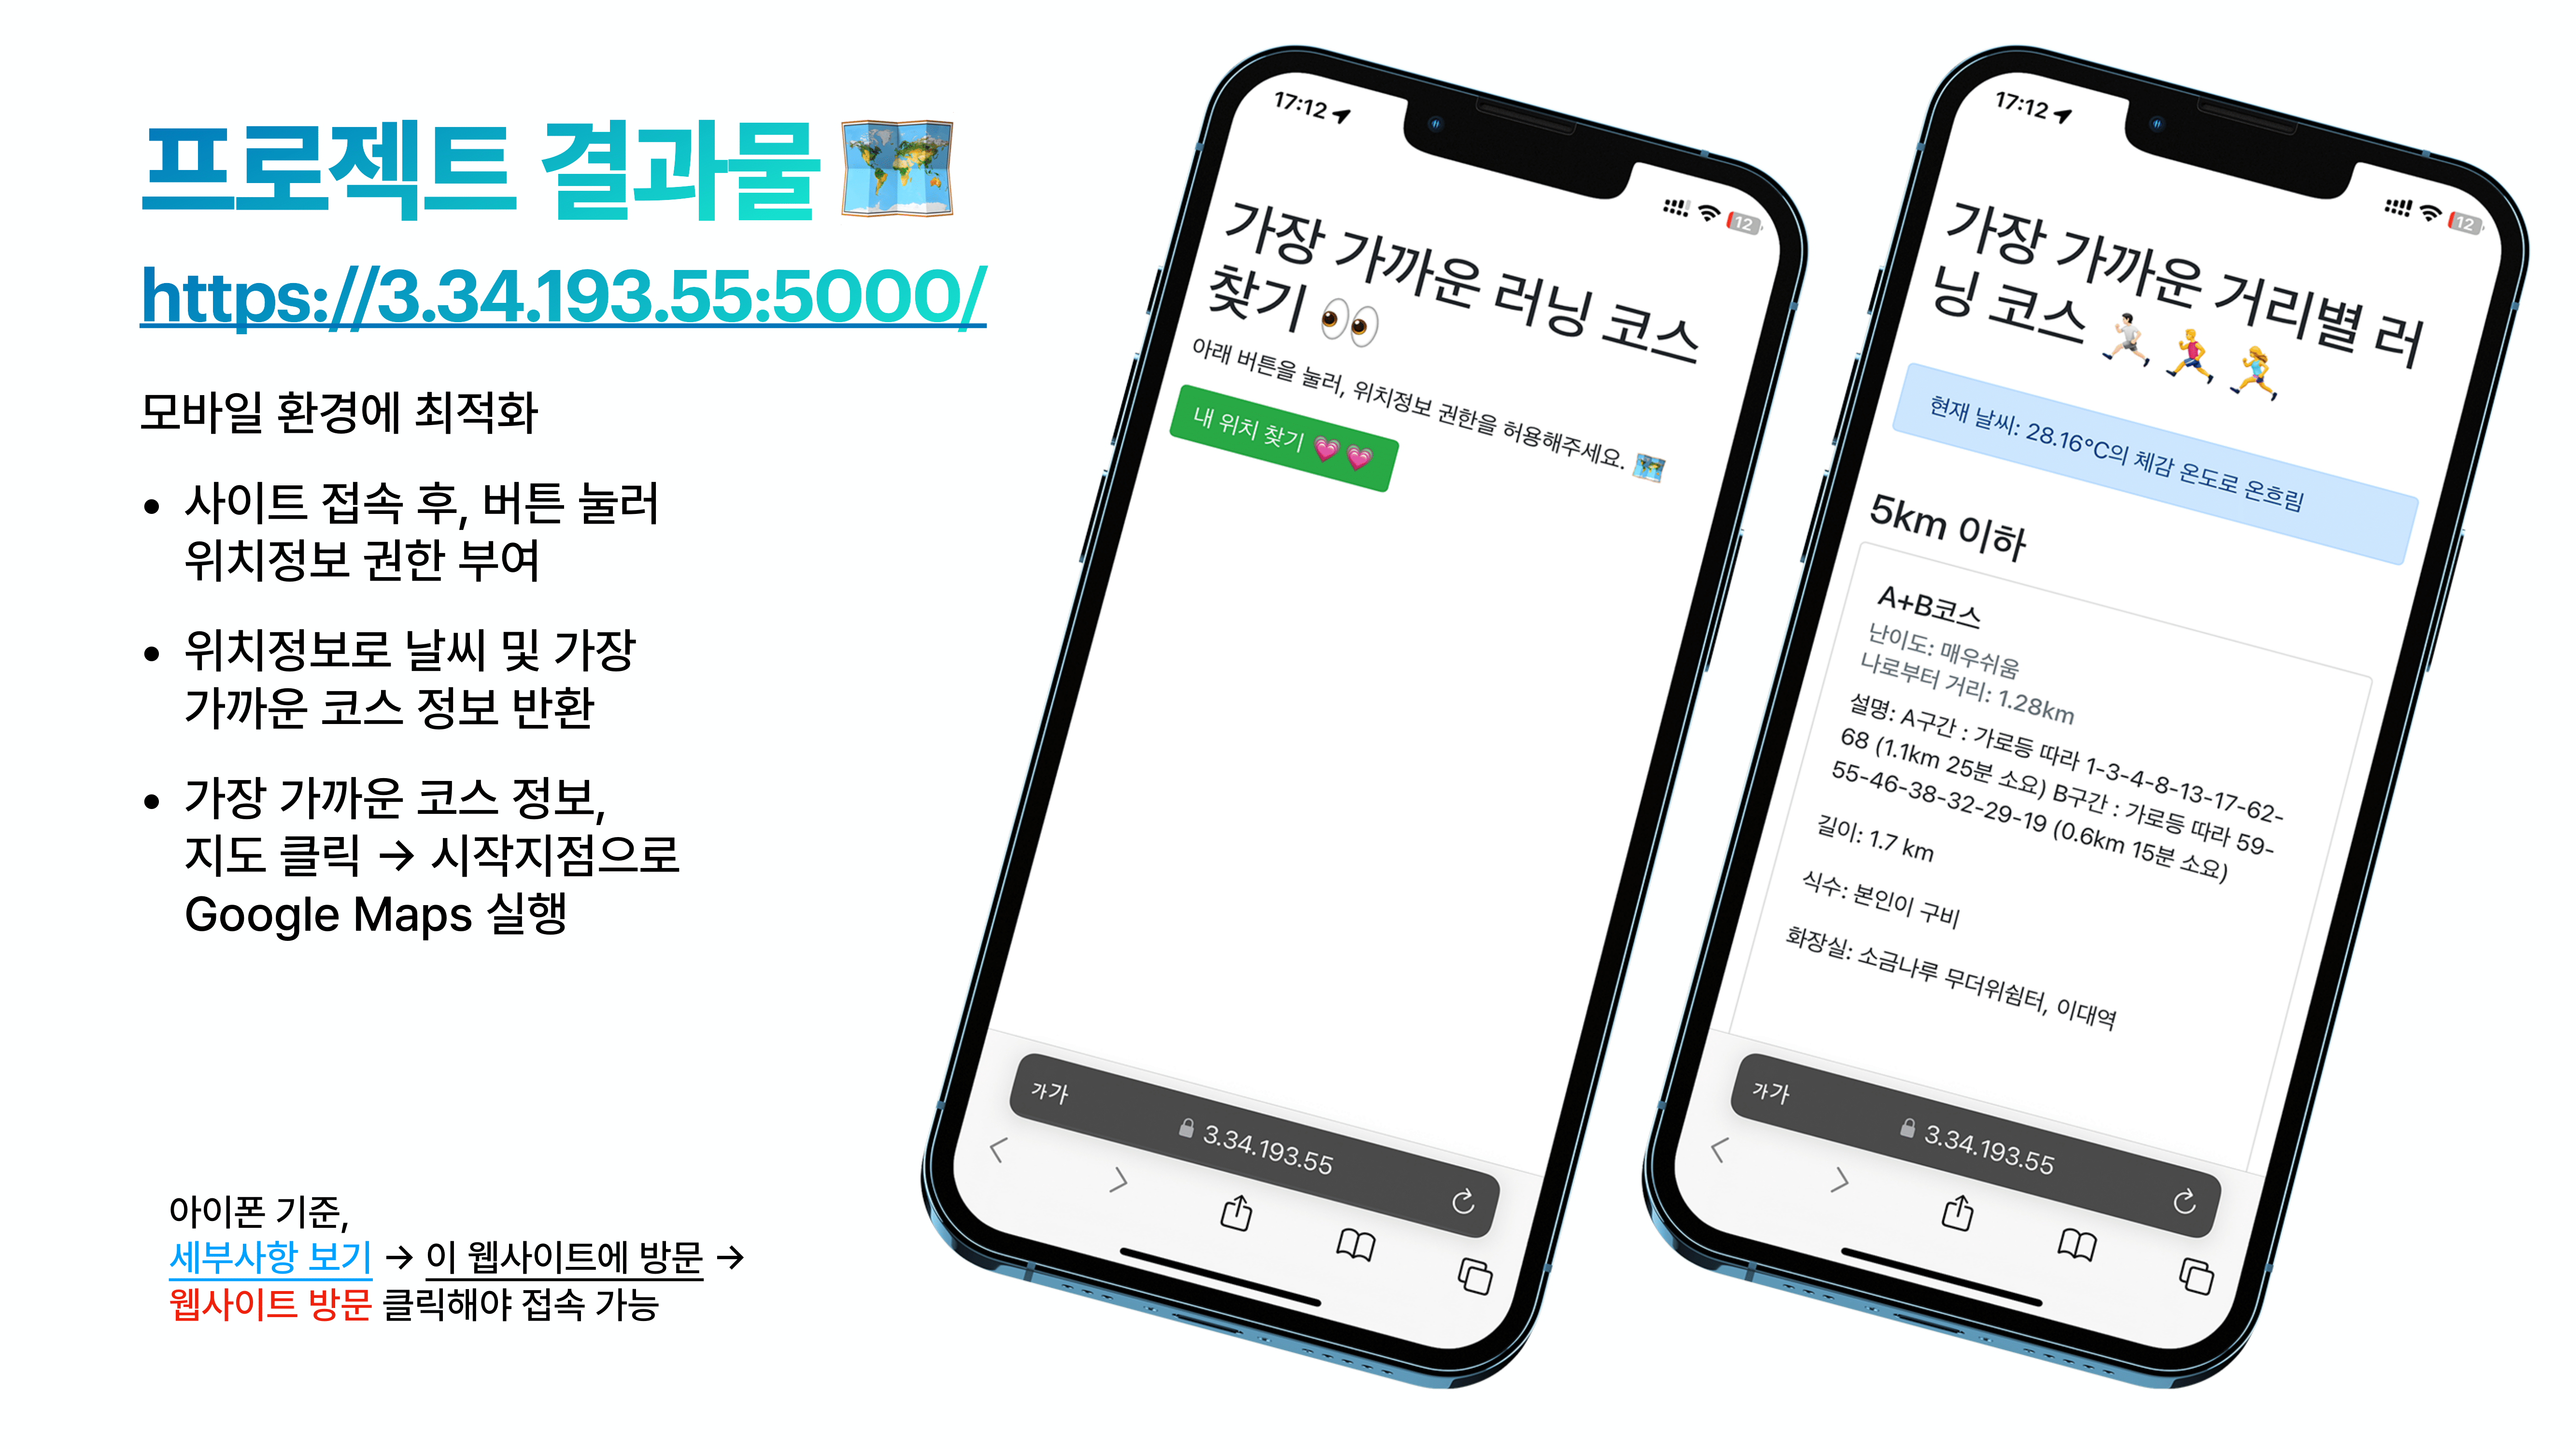 프로젝트 결과물 🗺️
https://3.34.193.55:5000/
모바일 환경에 최적화
• 사이트 접속 후, 버튼 눌러
위치정보 권한 부여
• 위치정보로 날씨 및 가장
가까운 코스 정보 반환
• 가장 가까운 코스 정보,
지도 클릭 → 시작지점으로
Google Maps 실행
아이폰 기준,
세부사항 보기 → 이 웹사이트에 방문 →
웹사이트 방문 클릭해야 접속 가능
17:12
12
가장 가까운 러닝 코스
찾기 👀
아래 버튼을 눌러, 위치정보 권한을 허용해주세요. 🗺️
내 위치 찾기 💗💗
가가
3.34.193.55
17:12
12
가장 가까운 거리별 러
닝 코스 🏃🏻🏃‍♂️🏃‍♀️
현재 날씨: 28.16°C의 체감 온도로 온흐림
5km 이하
A+B코스
난이도: 매우쉬움
나로부터 거리: 1.28km
설명: A구간 : 가로등 따라 1-3-4-8-13-17-62-
68 (1.1km 25분 소요) B구간 : 가로등 따라 59-
55-46-38-32-29-19 (0.6km 15분 소요)
길이: 1.7 km
식수: 본인이 구비
화장실: 소금나루 무더위쉼터, 이대역
가가
3.34.193.55